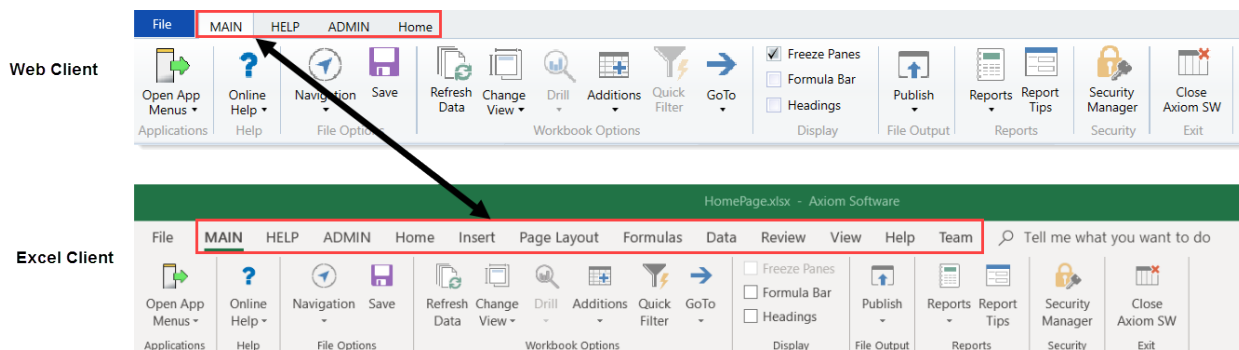 File MAIN HELP ADMIN Home
Web Client
Freeze Panes
Formula Bar
Headings
Open App Online Navigation Save Refresh Change Drill Additions Quick GoTo Publish Reports Report Security Close
Menus Help Data View Filter Tips Manager Axiom SW
Applications Help File Options Workbook Options Display File Output Reports Security Exit
HomePage.xlsx - Axiom Software
File MAIN HELP ADMIN Home Insert Page Layout Formulas Data Review View Help Team Tell me what you want to do
Excel Client
Freeze Panes
Formula Bar
Headings
Open App Online Navigation Save Refresh Change Drill Additions Quick GoTo Publish Reports Report Security Close
Menus Help Data View Filter Tips Manager Axiom SW
Applications Help File Options Workbook Options Display File Output Reports Security Exit